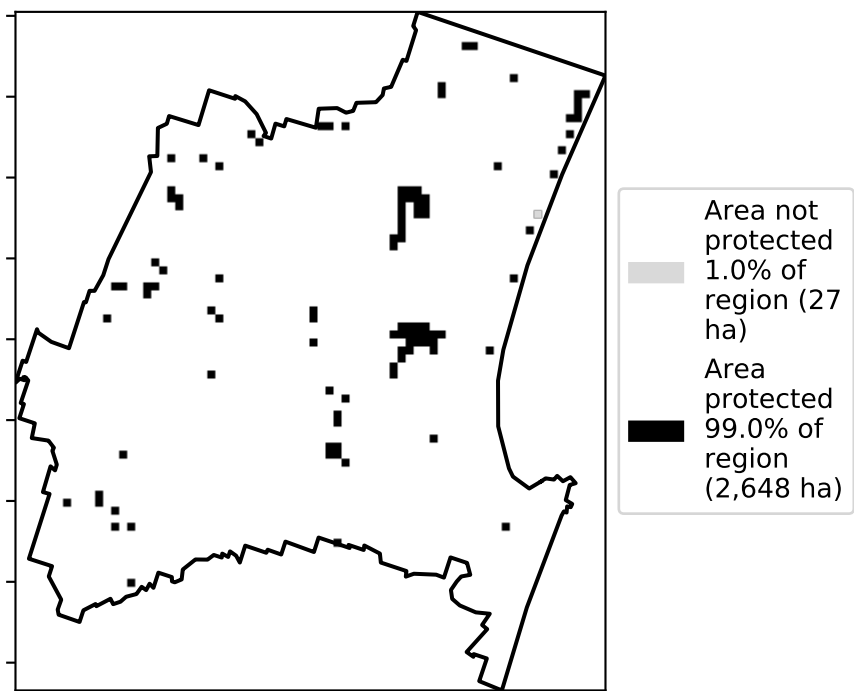 Area not
protected
1.0% of
region (27
ha)
Area
protected
99.0% of
region
(2,648 ha)